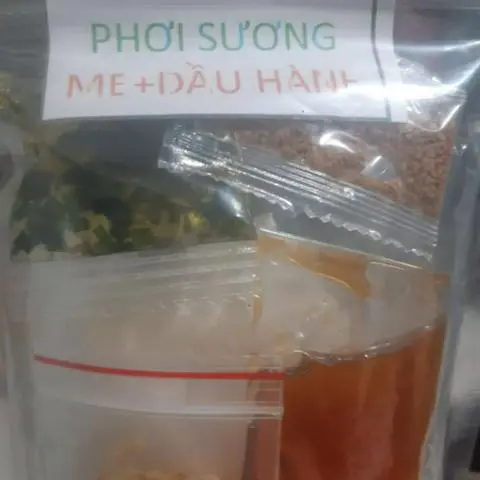 PHƠI SƯƠNG
ME+DẦU HÀNH